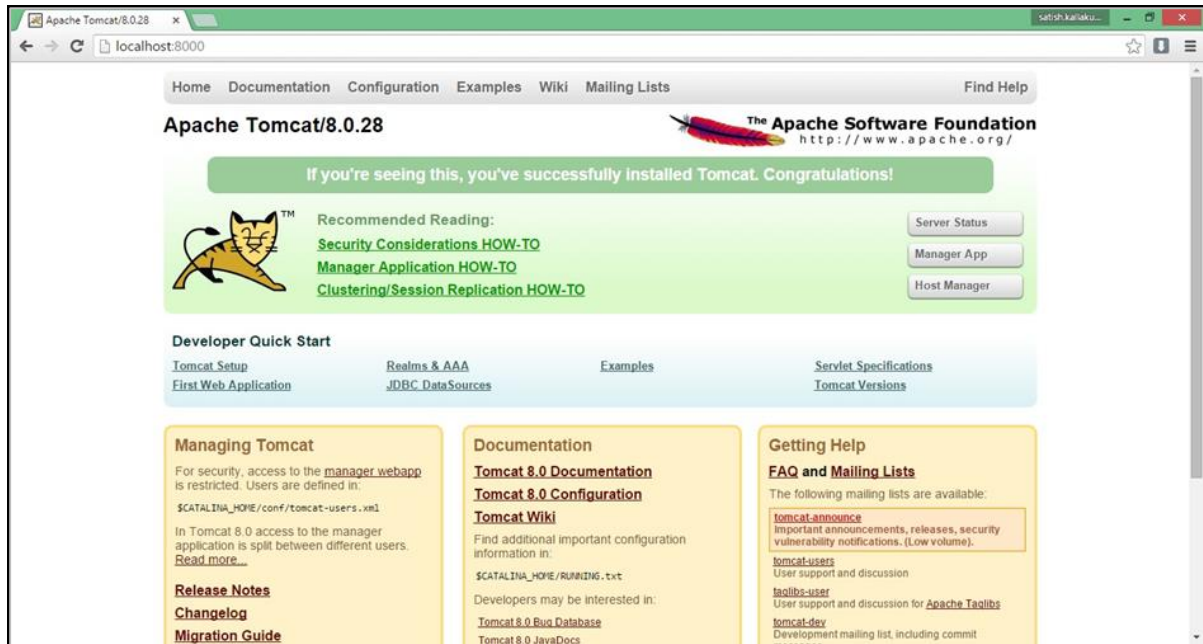 Apache Tomcat/8.0.28
satish.kallaku...
localhost:8000
Home Documentation Configuration Examples Wiki Mailing Lists Find Help
Apache Tomcat/8.0.28
The Apache Software Foundation
http://www.apache.org/
If you're seeing this, you've successfully installed Tomcat. Congratulations!
TM
Recommended Reading:
Security Considerations HOW-TO
Manager Application HOW-TO
Clustering/Session Replication HOW-TO
Server Status
Manager App
Host Manager
Developer Quick Start
Tomcat Setup
First Web Application
Realms & AAA
JDBC DataSources
Examples
Servlet Specifications
Tomcat Versions
Managing Tomcat
For security, access to the manager webapp
is restricted. Users are defined in:
$CATALINA_HOME/conf/tomcat-users.xml
In Tomcat 8.0 access to the manager
application is split between different users.
Read more...
Release Notes
Changelog
Migration Guide
Documentation
Tomcat 8.0 Documentation
Tomcat 8.0 Configuration
Tomcat Wiki
Find additional important configuration
information in:
$CATALINA_HOME/RUNNING.txt
Developers may be interested in:
Tomcat 8.0 Bug Database
Tomcat 8.0 JavaDocs
Getting Help
FAQ and Mailing Lists
The following mailing lists are available:
tomcat-announce
Important announcements, releases, security
vulnerability notifications. (Low volume).
tomcat-users
User support and discussion
taglibs-user
User support and discussion for Apache Taglibs
tomcat-dev
Development mailing list, including commit